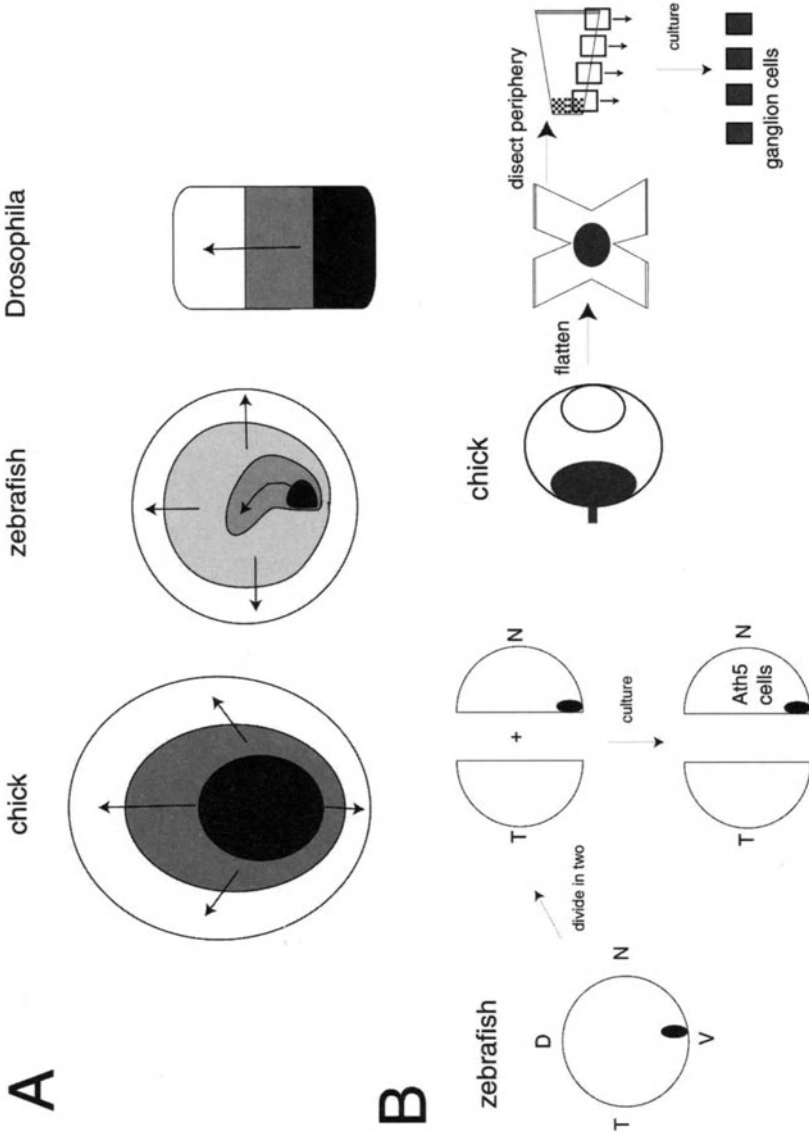 A
chick
zebrafish
Drosophila
B
zebrafish
D
T
N
V
divide in two
T
+
N
culture
T
Ath5
cells
N
chick
flatten
disect periphery
culture
ganglion cells